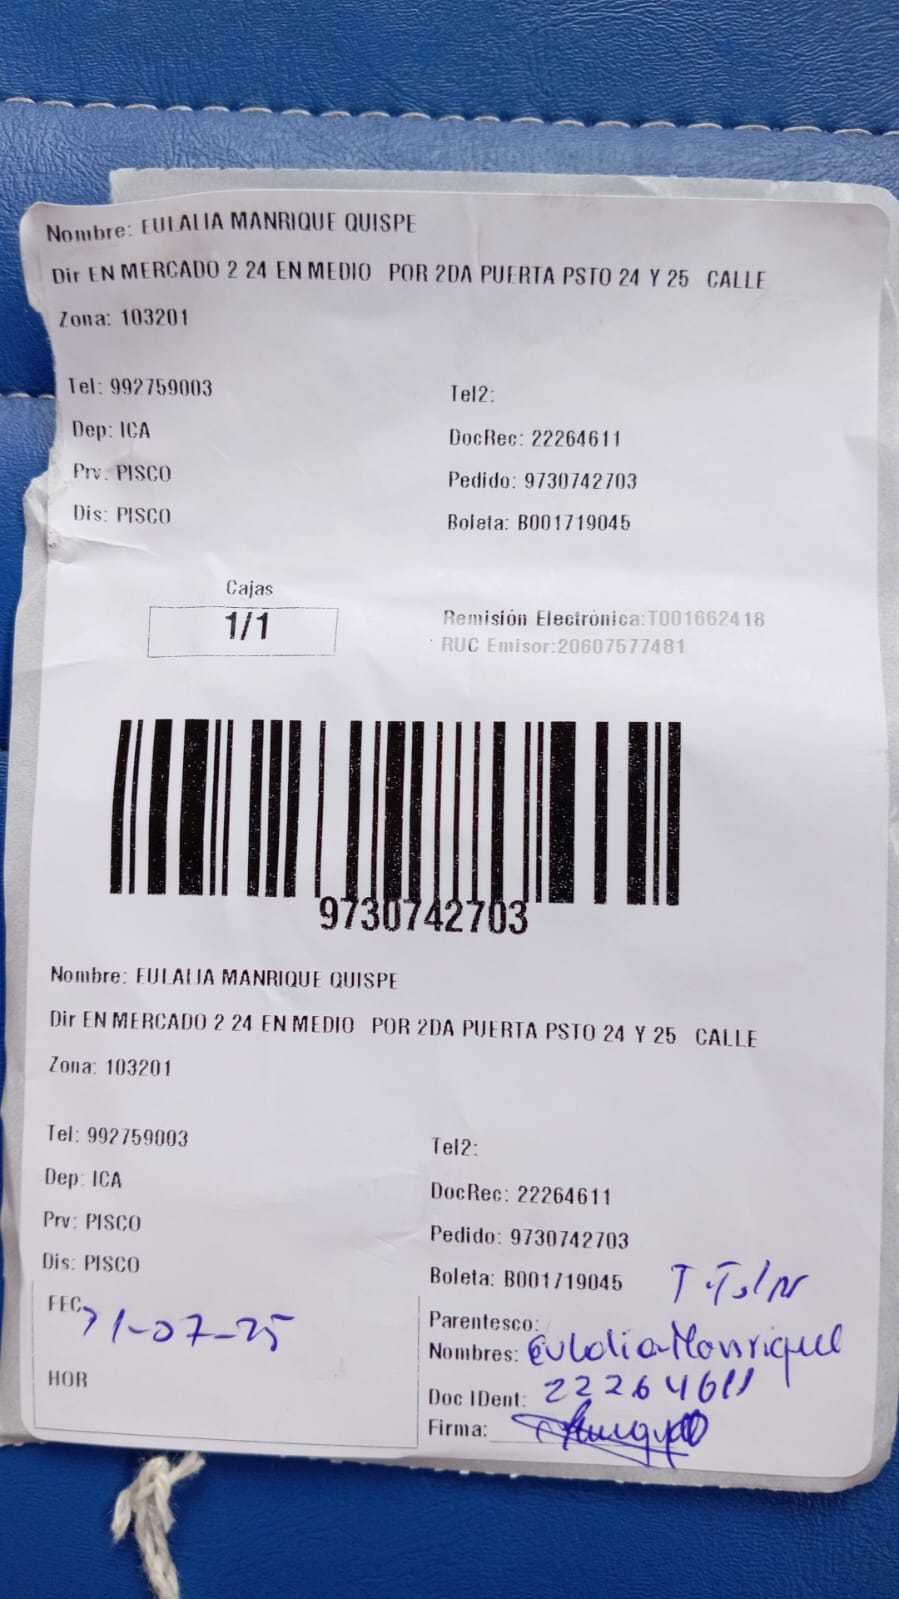 Nombre: EULALIA MANRIQUE QUISPE
Dir EN MERCADO 2 24 EN MEDIO POR 2DA PUERTA PSTO 24 Y 25 CALLE
Zona: 103201
Tel: 992759003 Tel2:
Dep: ICA DocRec: 22264611
Prv: PISCO Pedido: 9730742703
Dis: PISCO Boleta: B001719045
Cajas
1/1
Remisión Electrónica:T001662418
RUC Emisor:20607577481
9730742703
Nombre: EULALIA MANRIQUE QUISPE
Dir EN MERCADO 2 24 EN MEDIO POR 2DA PUERTA PSTO 24 Y 25 CALLE
Zona: 103201
Tel: 992759003 Tel2:
Dep: ICA DocRec: 22264611
Prv: PISCO Pedido: 9730742703
Dis: PISCO Boleta: B001719045
FEC Parentesco:
Nombres: Eulalia Manrique
HOR Doc IDent: 22264611
Firma: